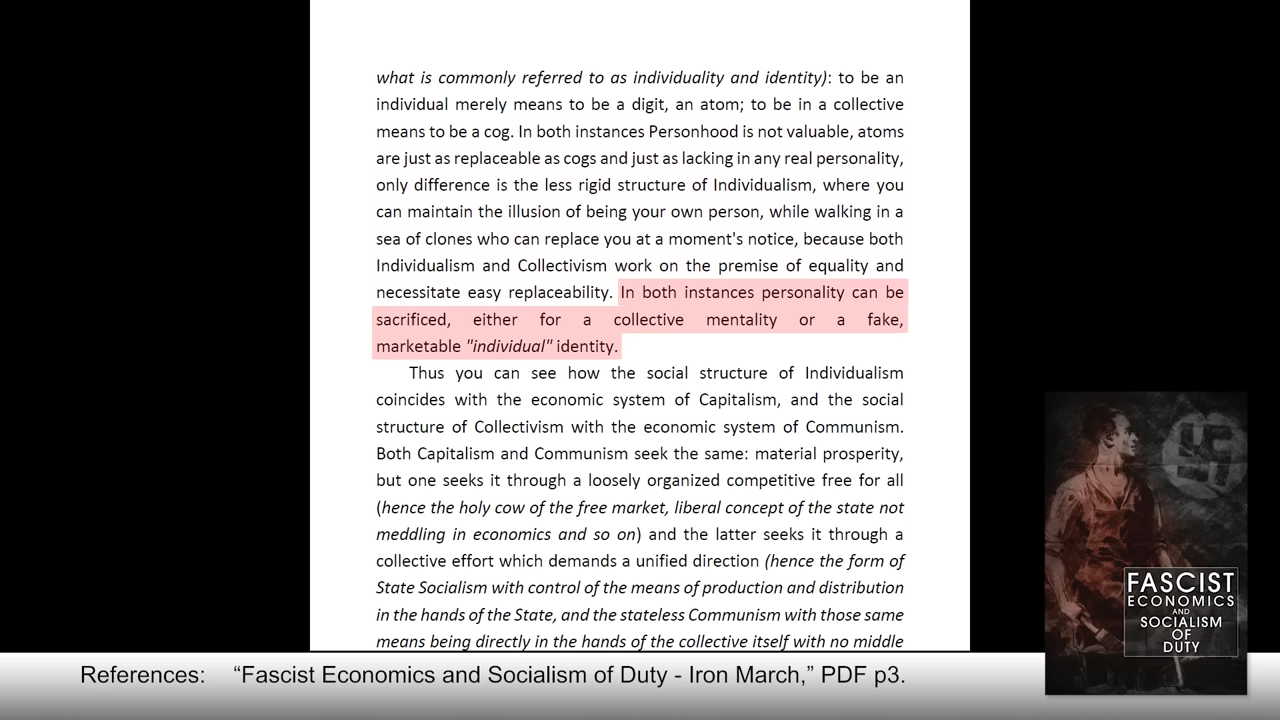 what is commonly referred to as individuality and identity): to be an
individual merely means to be a digit, an atom; to be in a collective
means to be a cog. In both instances Personhood is not valuable, atoms
are just as replaceable as cogs and just as lacking in any real personality,
only difference is the less rigid structure of Individualism, where you
can maintain the illusion of being your own person, while walking in a
sea of clones who can replace you at a moment's notice, because both
Individualism and Collectivism work on the premise of equality and
necessitate easy replaceability. In both instances personality can be
sacrificed, either for a collective mentality or a fake,
marketable "individual" identity.
Thus you can see how the social structure of Individualism
coincides with the economic system of Capitalism, and the social
structure of Collectivism with the economic system of Communism.
Both Capitalism and Communism seek the same: material prosperity,
but one seeks it through a loosely organized competitive free for all
(hence the holy cow of the free market, liberal concept of the state not
meddling in economics and so on) and the latter seeks it through a
collective effort which demands a unified direction (hence the form of
State Socialism with control of the means of production and distribution
in the hands of the State, and the stateless Communism with those same
means being directly in the hands of the collective itself with no middle
FASCIST
ECONOMICS
AND
SOCIALISM
OF
DUTY
References: “Fascist Economics and Socialism of Duty - Iron March,” PDF p3.